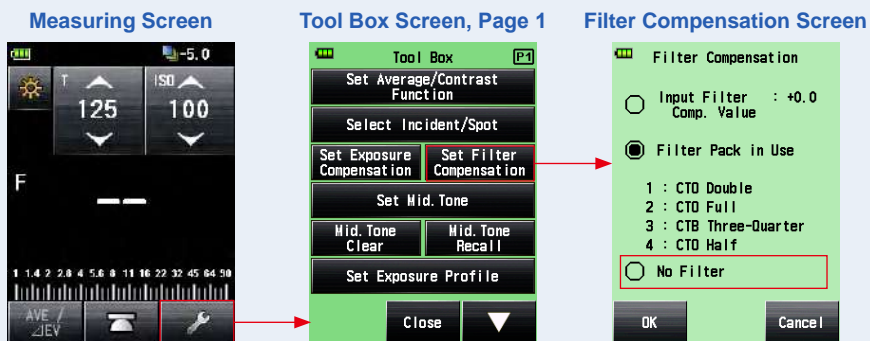 Measuring Screen
-5.0
T
ISO
125
100
F
--
1 1.4 2 2.8 4 5.6 8 11 16 22 32 45 64 90
AVE /
⊿EV
Tool Box Screen, Page 1
Tool Box
P1
Set Average/Contrast
Function
Select Incident/Spot
Set Exposure
Compensation
Set Filter
Compensation
Set Mid.Tone
Mid.Tone
Clear
Mid.Tone
Recall
Set Exposure Profile
Close
Filter Compensation Screen
Filter Compensation
Input Filter : +0.0
Comp. Value
Filter Pack in Use
1 : CTO Double
2 : CTO Full
3 : CTB Three-Quarter
4 : CTO Half
No Filter
OK
Cancel